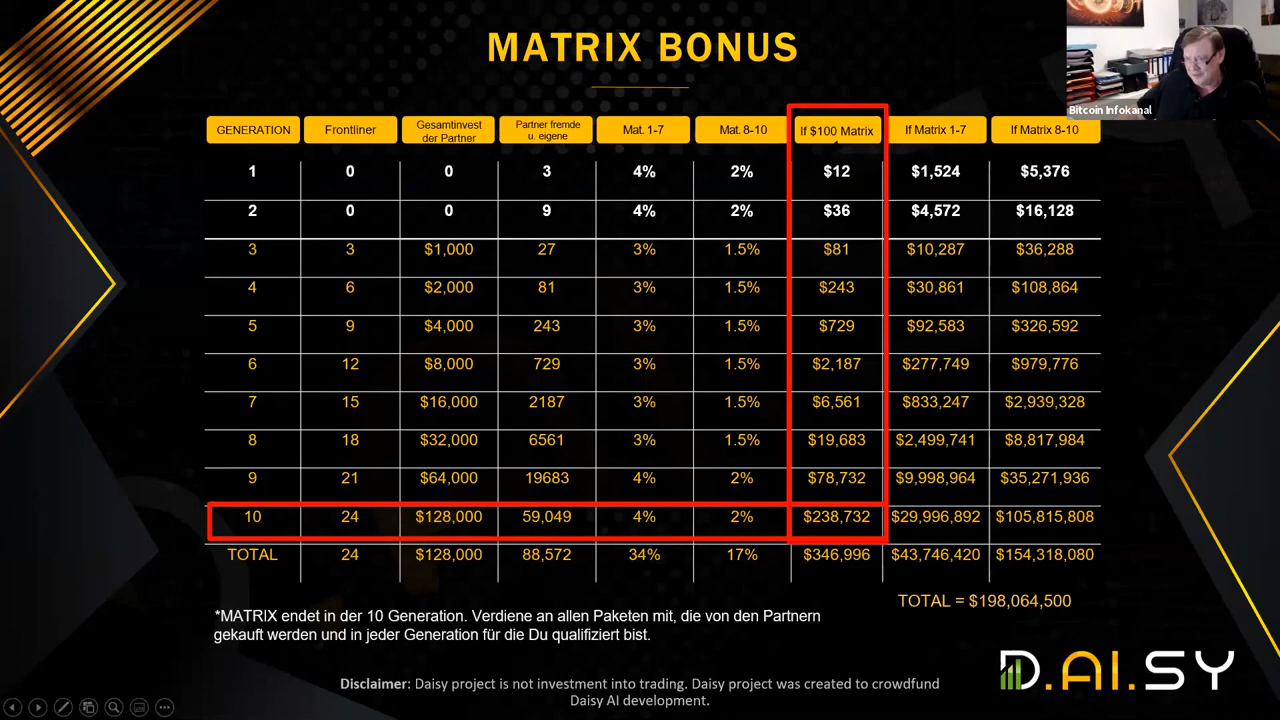 MATRIX BONUS
Bitcoin Infokanal
GENERATION Frontliner Gesamtinvest der Partner Partner fremde u. eigene Mat. 1-7 Mat. 8-10 If $100 Matrix If Matrix 1-7 If Matrix 8-10
1 0 0 3 4% 2% $12 $1,524 $5,376
2 0 0 9 4% 2% $36 $4,572 $16,128
3 3 $1,000 27 3% 1.5% $81 $10,287 $36,288
4 6 $2,000 81 3% 1.5% $243 $30,861 $108,864
5 9 $4,000 243 3% 1.5% $729 $92,583 $326,592
6 12 $8,000 729 3% 1.5% $2,187 $277,749 $979,776
7 15 $16,000 2187 3% 1.5% $6,561 $833,247 $2,939,328
8 18 $32,000 6561 3% 1.5% $19,683 $2,499,741 $8,817,984
9 21 $64,000 19683 4% 2% $78,732 $9,998,964 $35,271,936
10 24 $128,000 59,049 4% 2% $238,732 $29,996,892 $105,815,808
TOTAL 24 $128,000 88,572 34% 17% $346,996 $43,746,420 $154,318,080
TOTAL = $198,064,500
*MATRIX endet in der 10 Generation. Verdiene an allen Paketen mit, die von den Partnern
gekauft werden und in jeder Generation für die Du qualifiziert bist.
D.AI.SY
Disclaimer: Daisy project is not investment into trading. Daisy project was created to crowdfund
Daisy AI development.